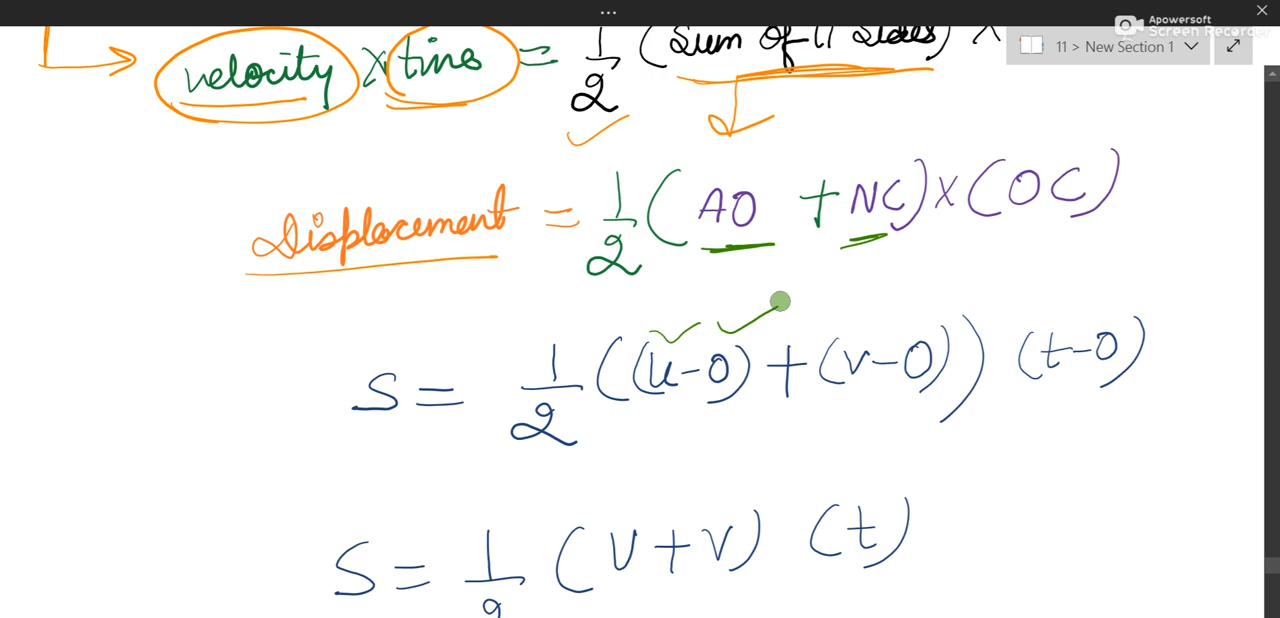 ...
Apowersoft
Screen Recorder
11 > New Section 1
velocity × time = 1/2 (Sum of 11 sides) ×
Displacement = 1/2 (AO + NC) × (OC)
S = 1/2 ((u-0) + (v-0)) (t-0)
S = 1/2 (U+V) (t)